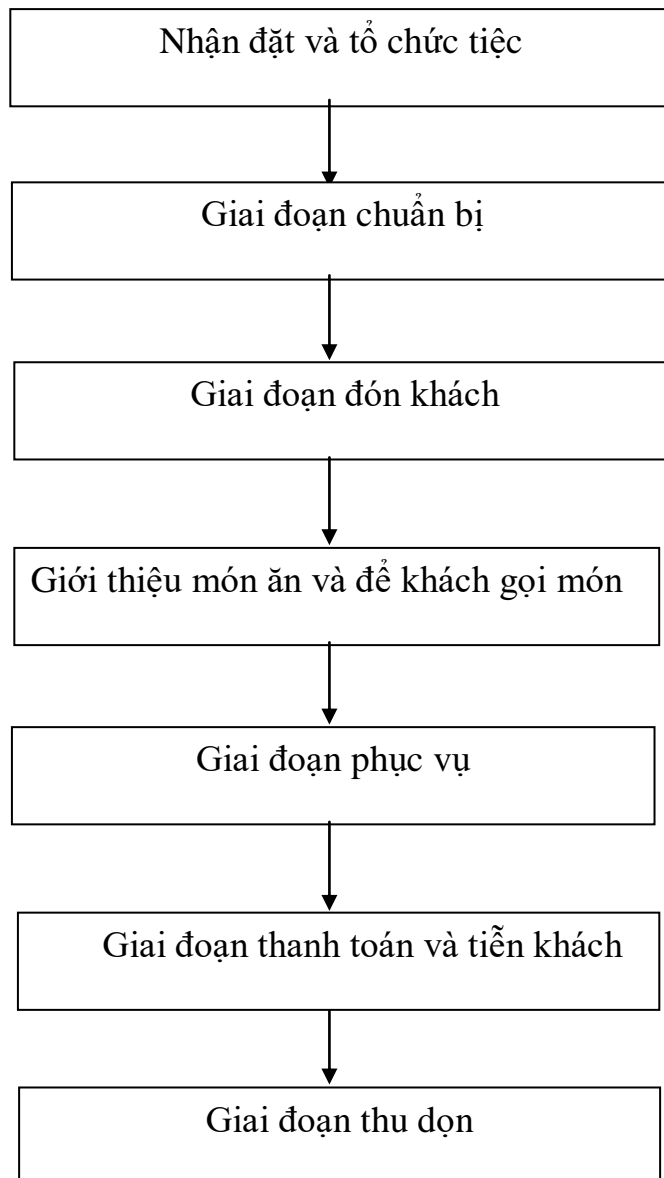 Nhận đặt và tổ chức tiệc
Giai đoạn chuẩn bị
Giai đoạn đón khách
Giới thiệu món ăn và để khách gọi món
Giai đoạn phục vụ
Giai đoạn thanh toán và tiễn khách
Giai đoạn thu dọn